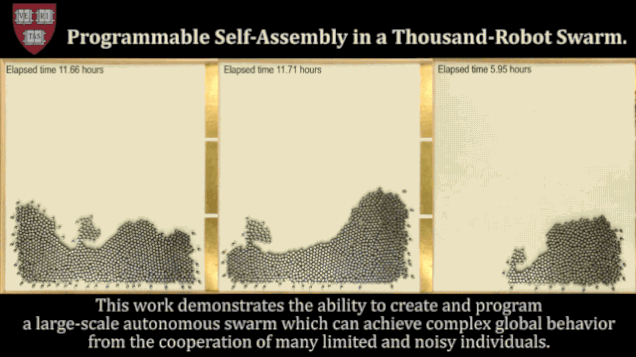 Programmable Self-Assembly in a Thousand-Robot Swarm.
Elapsed time 11.66 hours
Elapsed time 11.71 hours
Elapsed time 5.95 hours
This work demonstrates the ability to create and program
a large-scale autonomous swarm which can achieve complex global behavior
from the cooperation of many limited and noisy individuals.